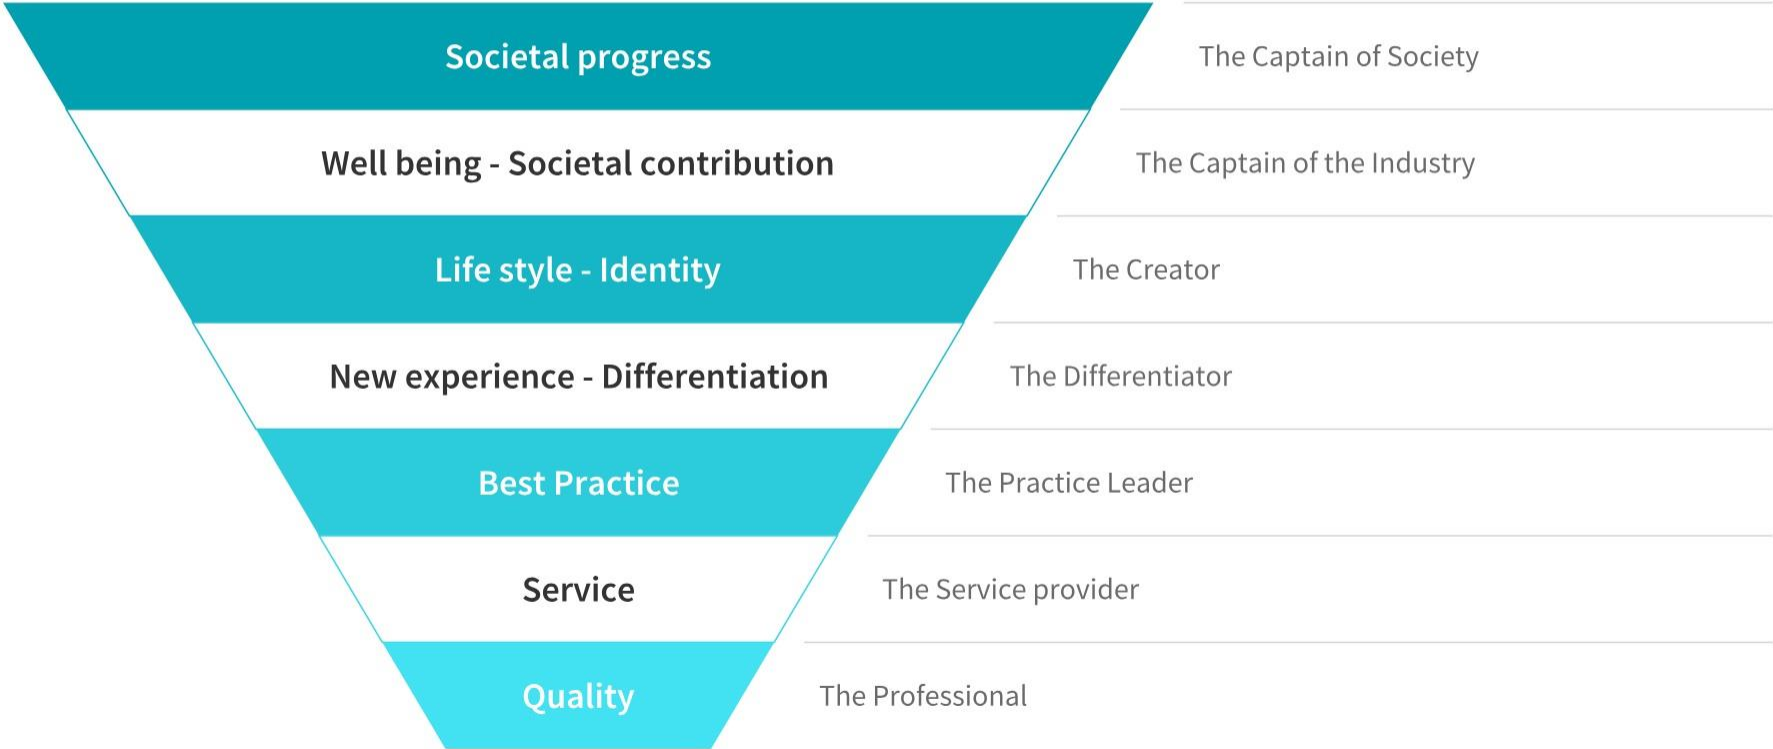 Societal progress
The Captain of Society
Well being - Societal contribution
The Captain of the Industry
Life style - Identity
The Creator
New experience - Differentiation
The Differentiator
Best Practice
The Practice Leader
Service
The Service provider
Quality
The Professional